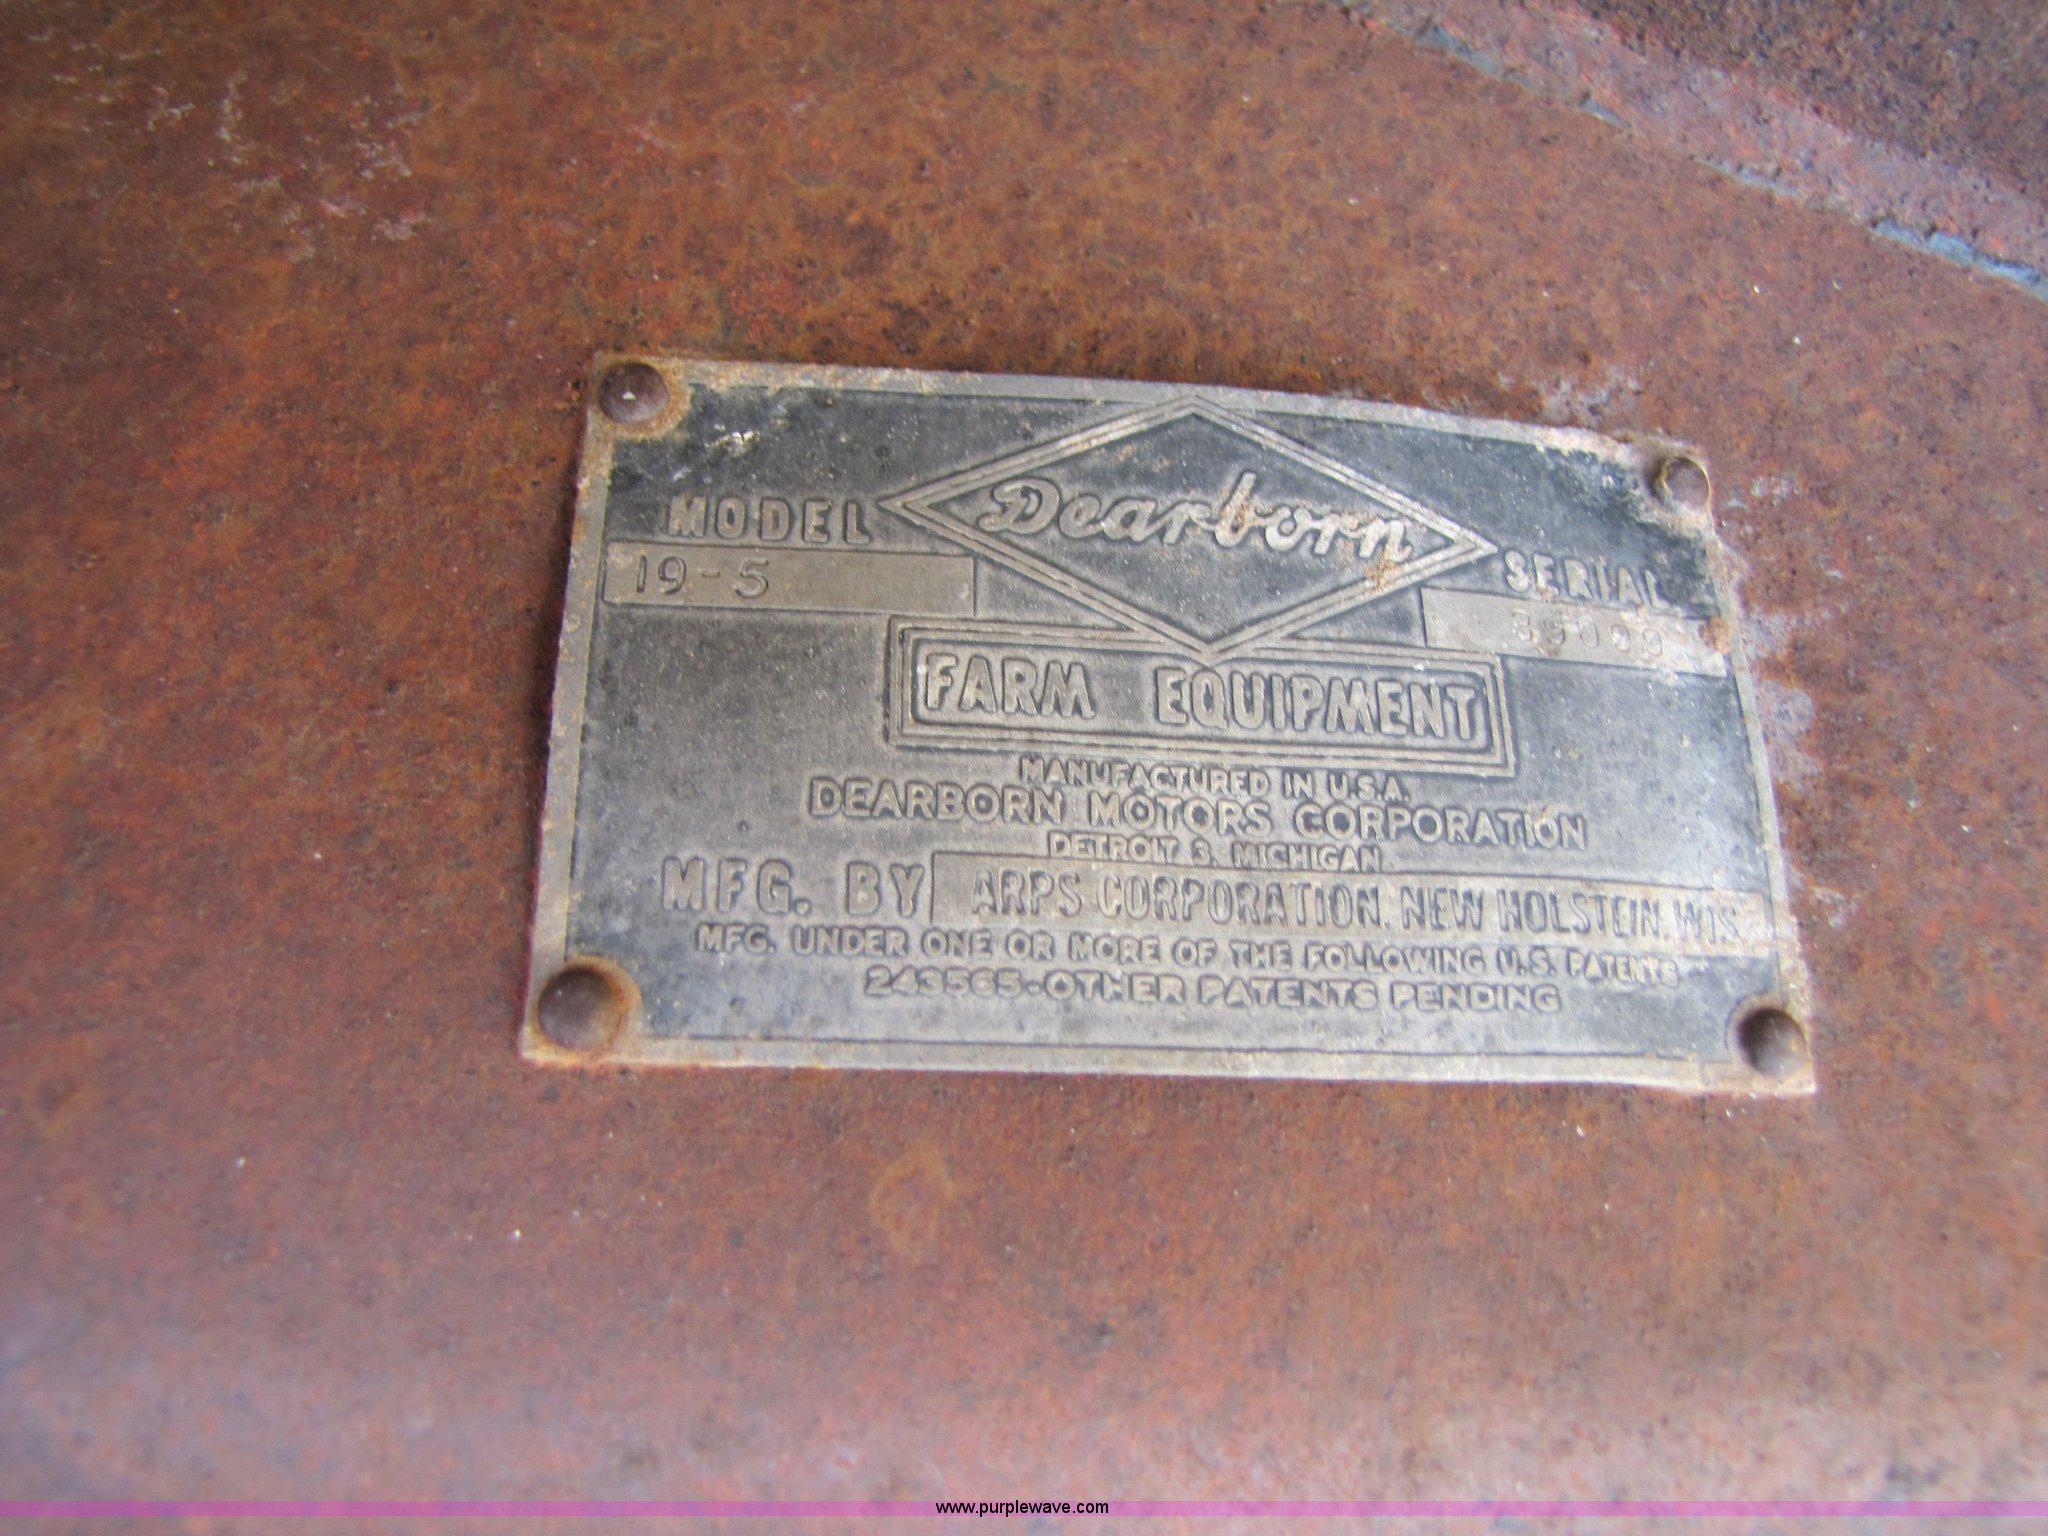 Dearborn
MODEL
SERIAL
19-5
39009
FARM EQUIPMENT
MANUFACTURED IN U.S.A.
DEARBORN MOTORS CORPORATION
DETROIT 3, MICHIGAN
MFG. BY ARPS CORPORATION, NEW HOLSTEIN, WIS.
MFG. UNDER ONE OR MORE OF THE FOLLOWING U.S. PATENTS
243565-OTHER PATENTS PENDING
www.purplewave.com